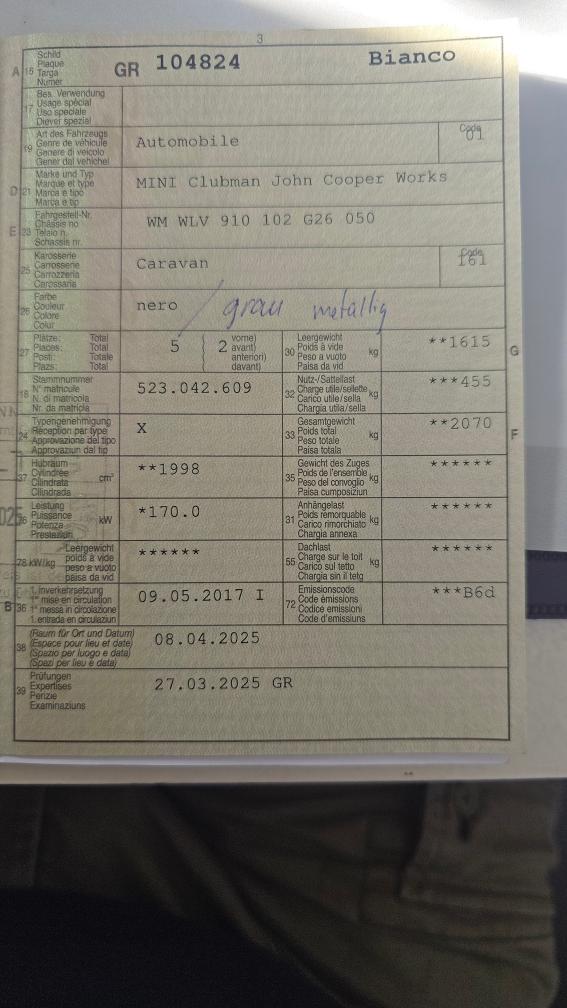 3
A 15 Schild
Plaque
Targa
Numer
GR 104824 Bianco
17 Bes. Verwendung
Usage spécial
Uso speciale
Diever spezial
19 Art des Fahrzeugs
Genre de véhicule
Genere di veicolo
Gener dal vehichel
Automobile
Code
01
D 21 Marke und Typ
Marque et type
Marca e tipo
Marca e tip
MINI Clubman John Cooper Works
E 23 Fahrgestell-Nr.
Châssis no
Telaio n.
Schassis nr.
WM WLV 910 102 G26 050
25 Karosserie
Carrosserie
Carrozzeria
Carossaria
Caravan
Code
26 Farbe
Couleur
Colore
Colur
nero / grau metallig
27 Plätze: Total
Places: Total
Posti: Totale
Plazs: Total
5 2 vorne)
avant)
anteriori)
davant)
30 Leergewicht
Poids à vide
Peso a vuoto
Paisa da vid
kg
**1615
G
18 Stammnummer
N° matricule
N. di matricola
Nr. da matricla
523.042.609
32 Nutz-/Sattellast
Charge utile/sellette
Carico utile/sella
Chargia utila/sella
kg
***455
24 Typengenehmigung
Réception par type
Approvazione del tipo
Approvaziun dal tip
X
33 Gesamtgewicht
Poids total
Peso totale
Paisa totala
kg
**2070
F
37 Hubraum
Cylindrée
Cilindrata
Cilindrada
cm³
**1998
35 Gewicht des Zuges
Poids de l'ensemble
Peso del convoglio
Paisa cumposiziun
kg
******
76 Leistung
Puissance
Potenza
Prestaziun
kW
*170.0
31 Anhängelast
Poids remorquable
Carico rimorchiato
Chargia annexa
kg
******
78 kW/kg
Leergewicht
poids à vide
peso a vuoto
paisa da vid
******
55 Dachlast
Charge sur le toit
Carico sul tetto
Chargia sin il tetg
kg
******
B 36 1. Inverkehrsetzung
1re mise en circulation
1a messa in circolazione
1. entrada en circulaziun
09.05.2017 I
72 Emissionscode
Code émissions
Codice emissioni
Code d'emissiuns
***B6d
38 (Raum für Ort und Datum)
(Espace pour lieu et date)
(Spazio per luogo e data)
(Spazi per lieu e data)
08.04.2025
39 Prüfungen
Expertises
Perizie
Examinaziuns
27.03.2025 GR